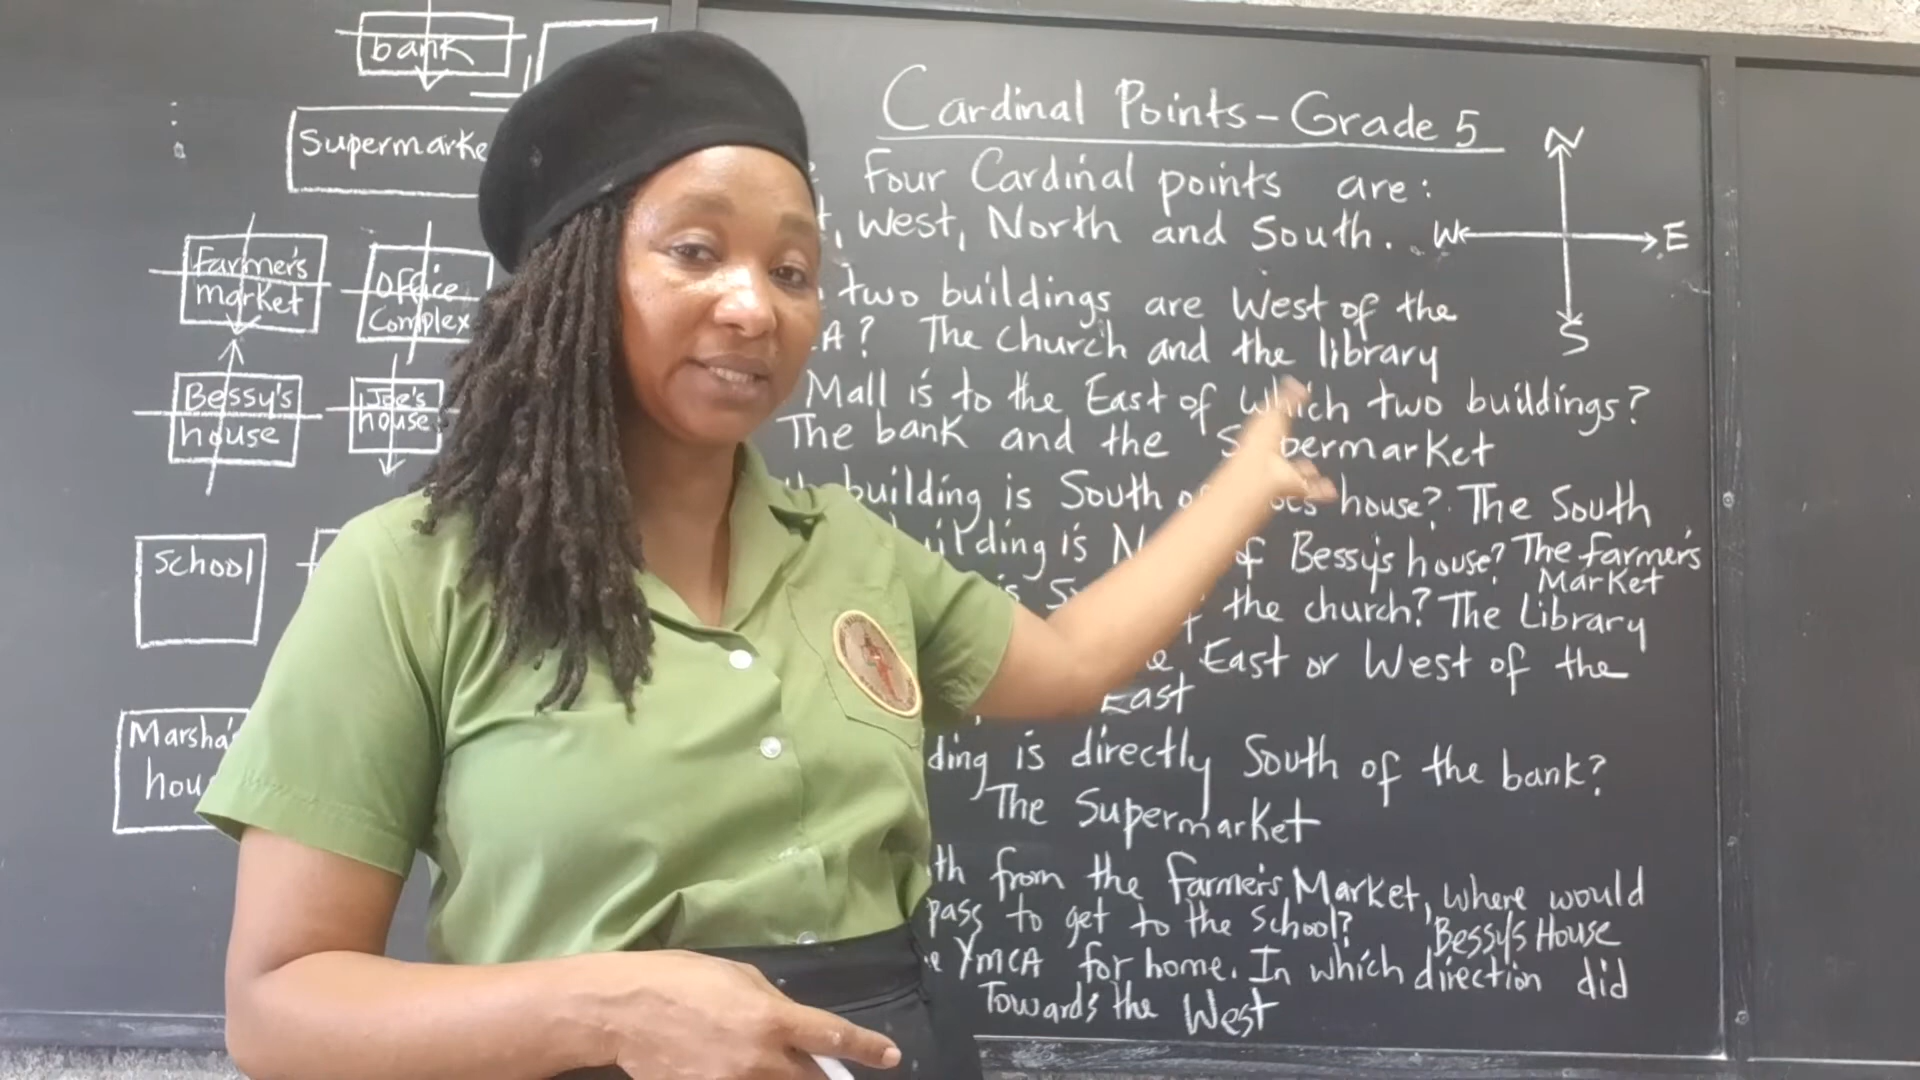 bank
Supermarke
Farmer's
market
Office
Complex
Bessy's
house
Joe's
house
School
Marsha's
hou
Cardinal Points - Grade 5
Four Cardinal points are:
West, North and South.
N
W
E
S
two buildings are West of the
The church and the library
Mall is to the East of which two buildings?
The bank and the Supermarket
building is South house? The South
is of Bessy's house? The farmer's
Market
the church? The Library
East or West of the
East
is directly South of the bank?
The Supermarket
from the Farmer's Market, where would
pass to get to the School? Bessy's House
YMCA for home. In which direction did
Towards the West